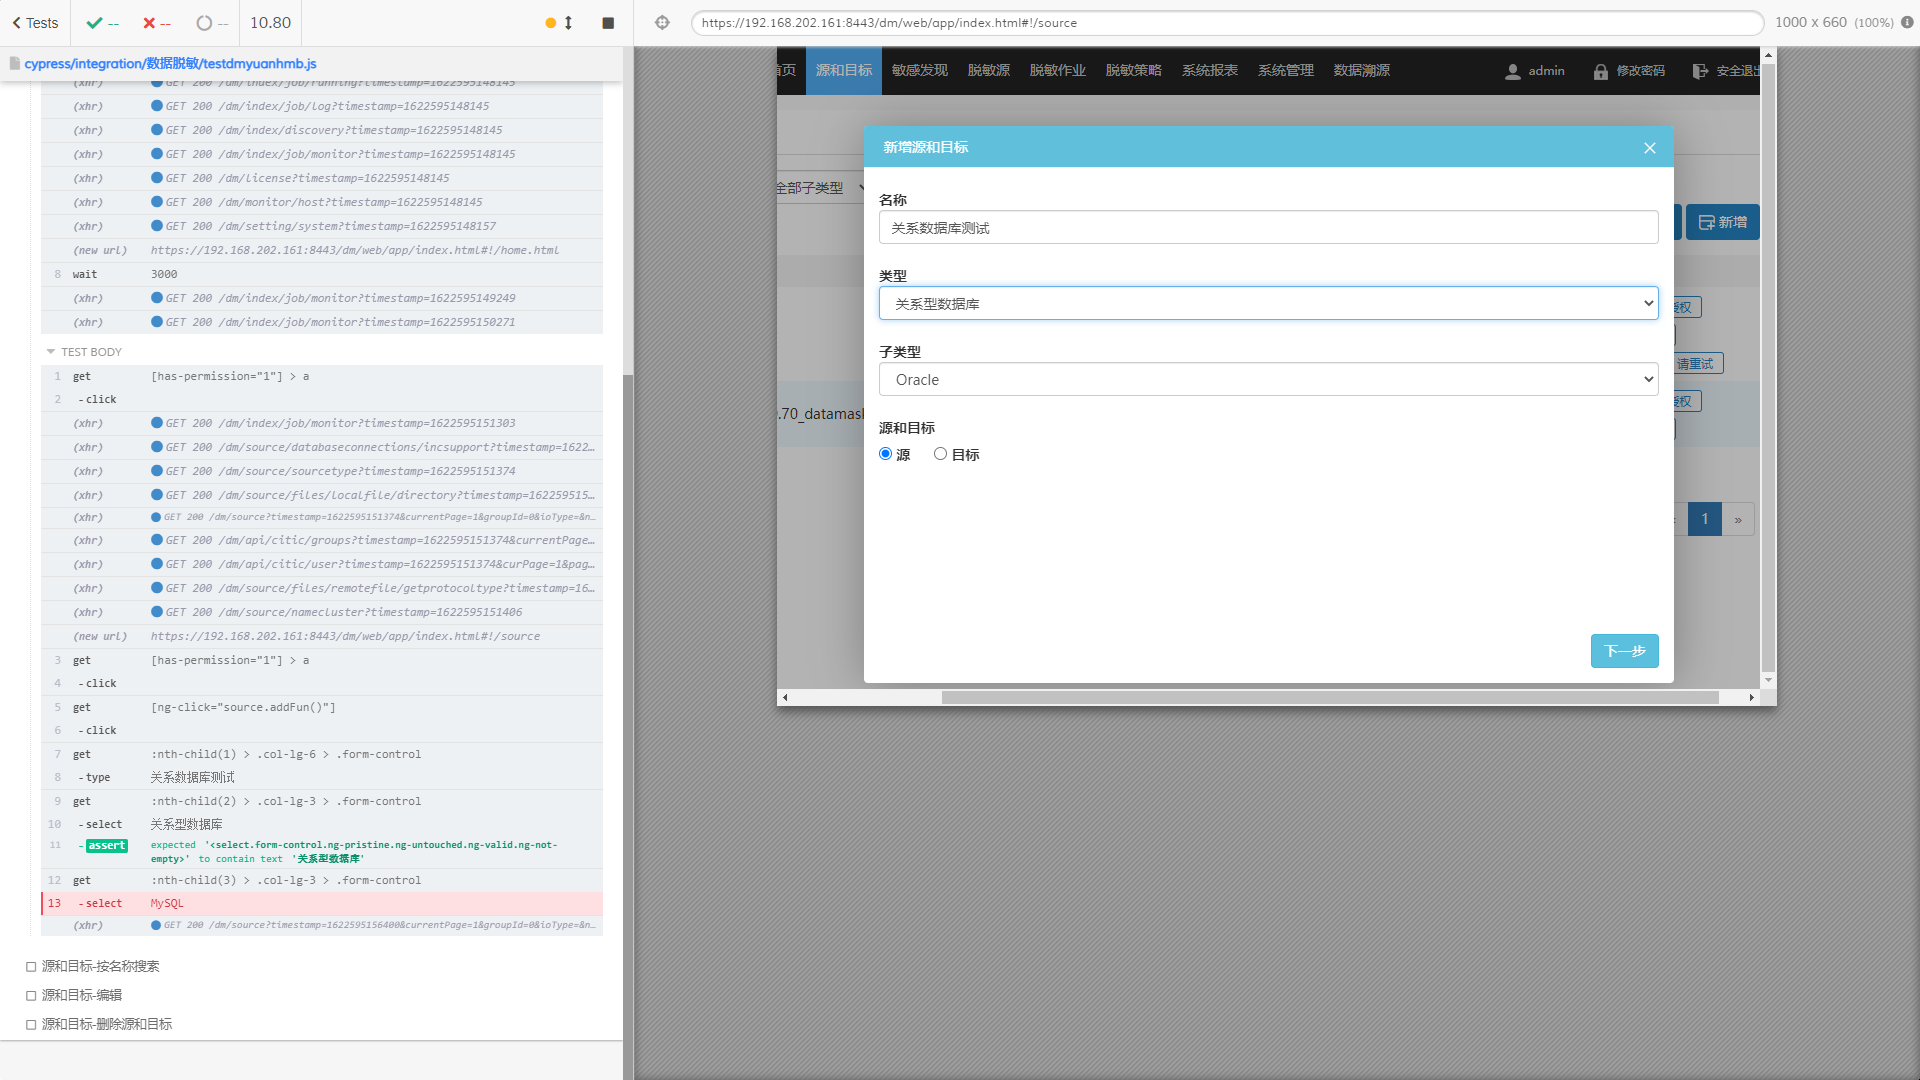 Tests
--
--
--
10.80
cypress/integration/数据脱敏/testdmyuanhmb.js
(xhr) GET 200 /dm/index/job/running?timestamp=1622595148145
(xhr) GET 200 /dm/index/job/log?timestamp=1622595148145
(xhr) GET 200 /dm/index/discovery?timestamp=1622595148145
(xhr) GET 200 /dm/index/job/monitor?timestamp=1622595148145
(xhr) GET 200 /dm/license?timestamp=1622595148145
(xhr) GET 200 /dm/monitor/host?timestamp=1622595148145
(xhr) GET 200 /dm/setting/system?timestamp=1622595148157
(new url) https://192.168.202.161:8443/dm/web/app/index.html#!/home.html
8 wait 3000
(xhr) GET 200 /dm/index/job/monitor?timestamp=1622595149249
(xhr) GET 200 /dm/index/job/monitor?timestamp=1622595150271
TEST BODY
1 get [has-permission="1"] > a
2 -click
(xhr) GET 200 /dm/index/job/monitor?timestamp=1622595151303
(xhr) GET 200 /dm/source/databaseconnections/incsupport?timestamp=1622...
(xhr) GET 200 /dm/source/sourcetype?timestamp=1622595151374
(xhr) GET 200 /dm/source/files/localfile/directory?timestamp=162259515...
(xhr) GET 200 /dm/source?timestamp=1622595151374&currentPage=1&groupId=0&ioType=&n...
(xhr) GET 200 /dm/api/citic/groups?timestamp=1622595151374&currentPage...
(xhr) GET 200 /dm/api/citic/user?timestamp=1622595151374&curPage=1&pag...
(xhr) GET 200 /dm/source/files/remotefile/getprotocoltype?timestamp=16...
(xhr) GET 200 /dm/source/namecluster?timestamp=1622595151406
(new url) https://192.168.202.161:8443/dm/web/app/index.html#!/source
3 get [has-permission="1"] > a
4 -click
5 get [ng-click="source.addFun()"]
6 -click
7 get :nth-child(1) > .col-lg-6 > .form-control
8 -type 关系数据库测试
9 get :nth-child(2) > .col-lg-3 > .form-control
10 -select 关系型数据库
11 -assert expected '<select.form-control.ng-pristine.ng-untouched.ng-valid.ng-not-
empty>' to contain text '关系型数据库'
12 get :nth-child(3) > .col-lg-3 > .form-control
13 -select MySQL
(xhr) GET 200 /dm/source?timestamp=1622595156400&currentPage=1&groupId=0&ioType=&n...
源和目标-按名称搜索
源和目标-编辑
源和目标-删除源和目标
https://192.168.202.161:8443/dm/web/app/index.html#!/source
1000 x 660 (100%)
首页 源和目标 敏感发现 脱敏源 脱敏作业 脱敏策略 系统报表 系统管理 数据溯源 admin 修改密码 安全退出
新增源和目标
全部子类型
新增
名称
关系数据库测试
类型
关系型数据库
授权
子类型
请重试
Oracle
授权
.70_datamas
源和目标
源 目标
1 »
下一步